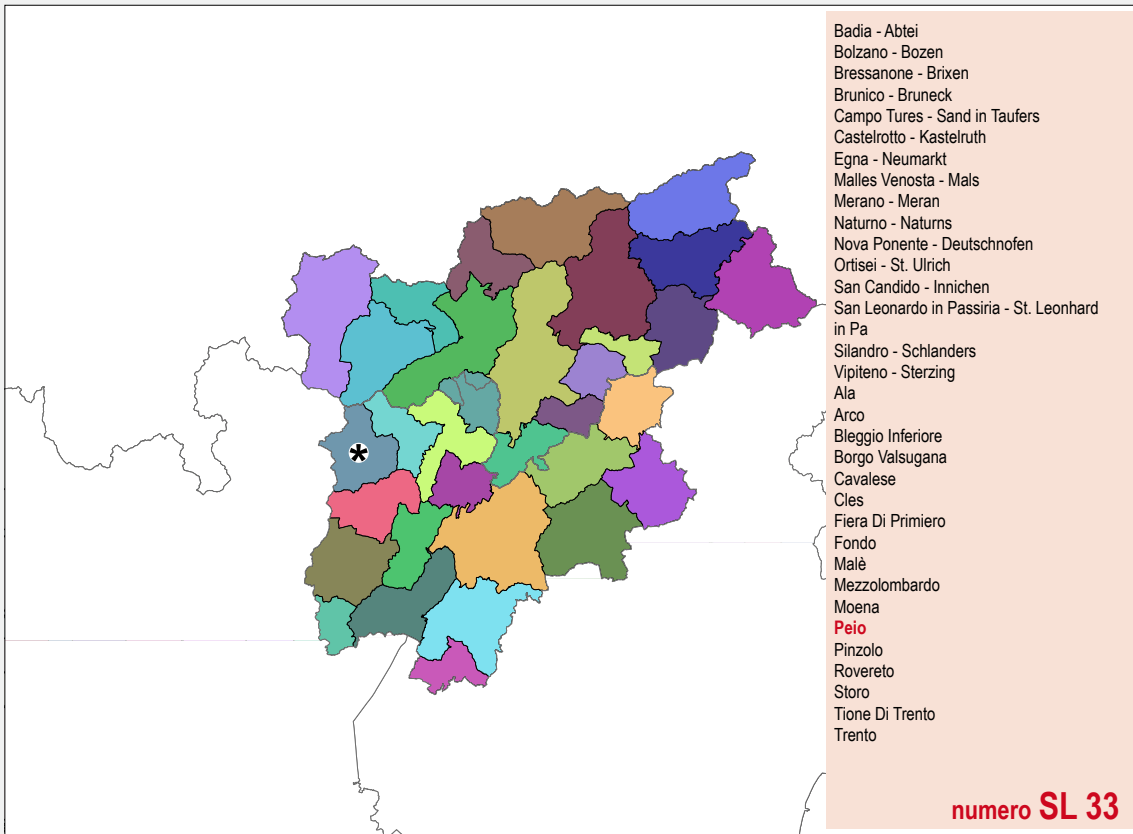 Badia - Abtei
Bolzano - Bozen
Bressanone - Brixen
Brunico - Bruneck
Campo Tures - Sand in Taufers
Castelrotto - Kastelruth
Egna - Neumarkt
Malles Venosta - Mals
Merano - Meran
Naturno - Naturns
Nova Ponente - Deutschnofen
Ortisei - St. Ulrich
San Candido - Innichen
San Leonardo in Passiria - St. Leonhard
in Pa
Silandro - Schlanders
Vipiteno - Sterzing
Ala
Arco
Bleggio Inferiore
Borgo Valsugana
Cavalese
Cles
Fiera Di Primiero
Fondo
Malè
Mezzolombardo
Moena
Peio
Pinzolo
Rovereto
Storo
Tione Di Trento
Trento
numero SL 33
*